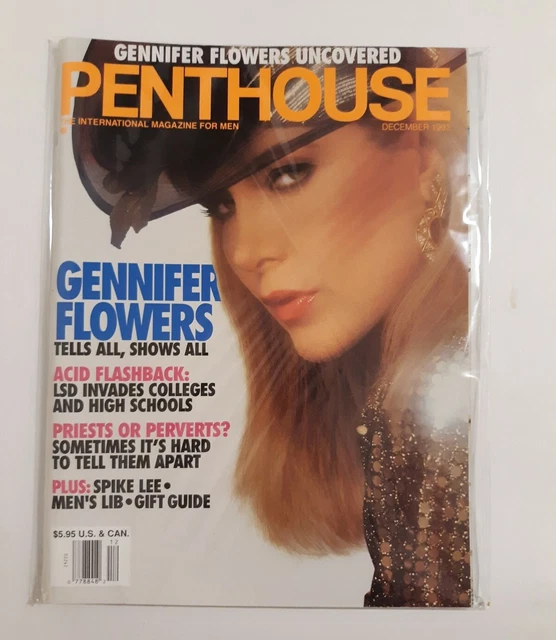 GENNIFER FLOWERS UNCOVERED
PENTHOUSE
THE INTERNATIONAL MAGAZINE FOR MEN
DECEMBER
GENNIFER
FLOWERS
TELLS ALL, SHOWS ALL
ACID FLASHBACK:
LSD INVADES COLLEGES
AND HIGH SCHOOLS
PRIESTS OR PERVERTS?
SOMETIMES IT'S HARD
TO TELL THEM APART
PLUS: SPIKE LEE•
MEN'S LIB•GIFT GUIDE
$5.95 U.S. & CAN.
12